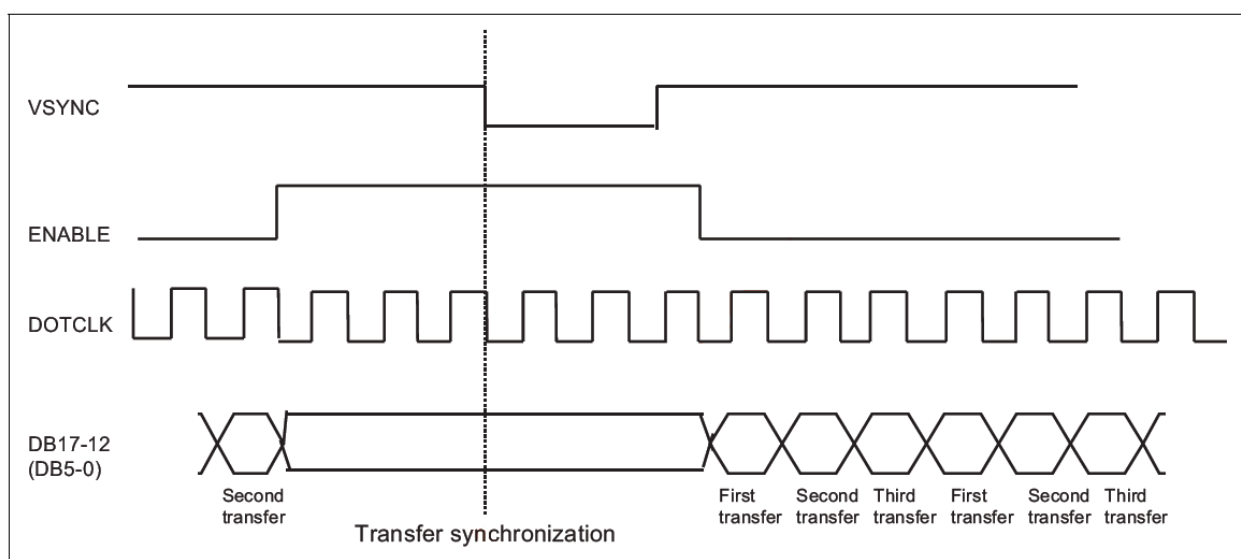 VSYNC
ENABLE
DOTCLK
DB17-12
(DB5-0)
Second
transfer
First
transfer
Second
transfer
Third
transfer
First
transfer
Second
transfer
Third
transfer
Transfer synchronization